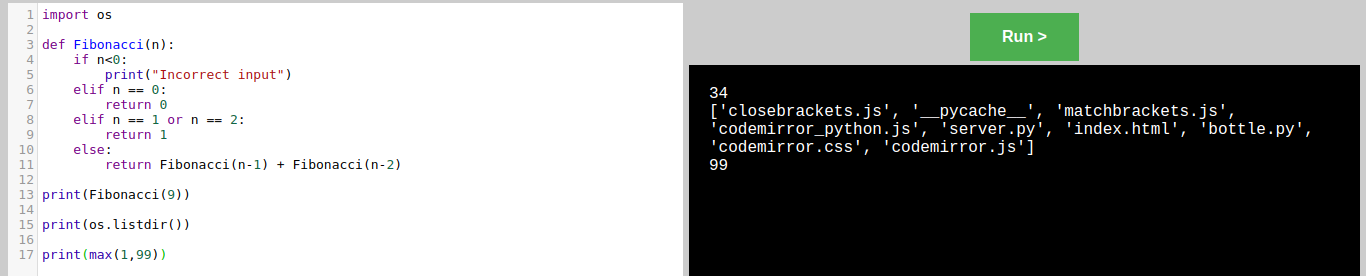 1 import os
2
3 def Fibonacci(n):
4     if n<0:
5         print("Incorrect input")
6     elif n == 0:
7         return 0
8     elif n == 1 or n == 2:
9         return 1
10     else:
11         return Fibonacci(n-1) + Fibonacci(n-2)
12
13 print(Fibonacci(9))
14
15 print(os.listdir())
16
17 print(max(1,99))
Run >
34
['closebrackets.js', '__pycache__', 'matchbrackets.js',
'codemirror_python.js', 'server.py', 'index.html', 'bottle.py',
'codemirror.css', 'codemirror.js']
99